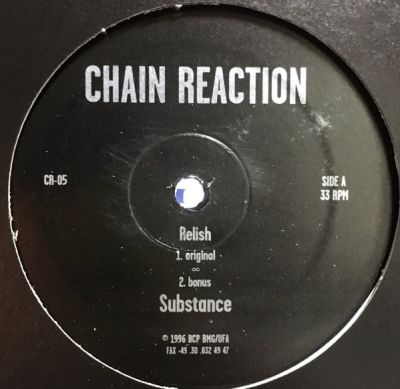 CHAIN REACTION
CR-05
SIDE A
33 RPM
Relish
1. original
∞
2. bonus
Substance
℗ 1996 BCP BMG/UFA
FAX -49 .30 .832 49 47